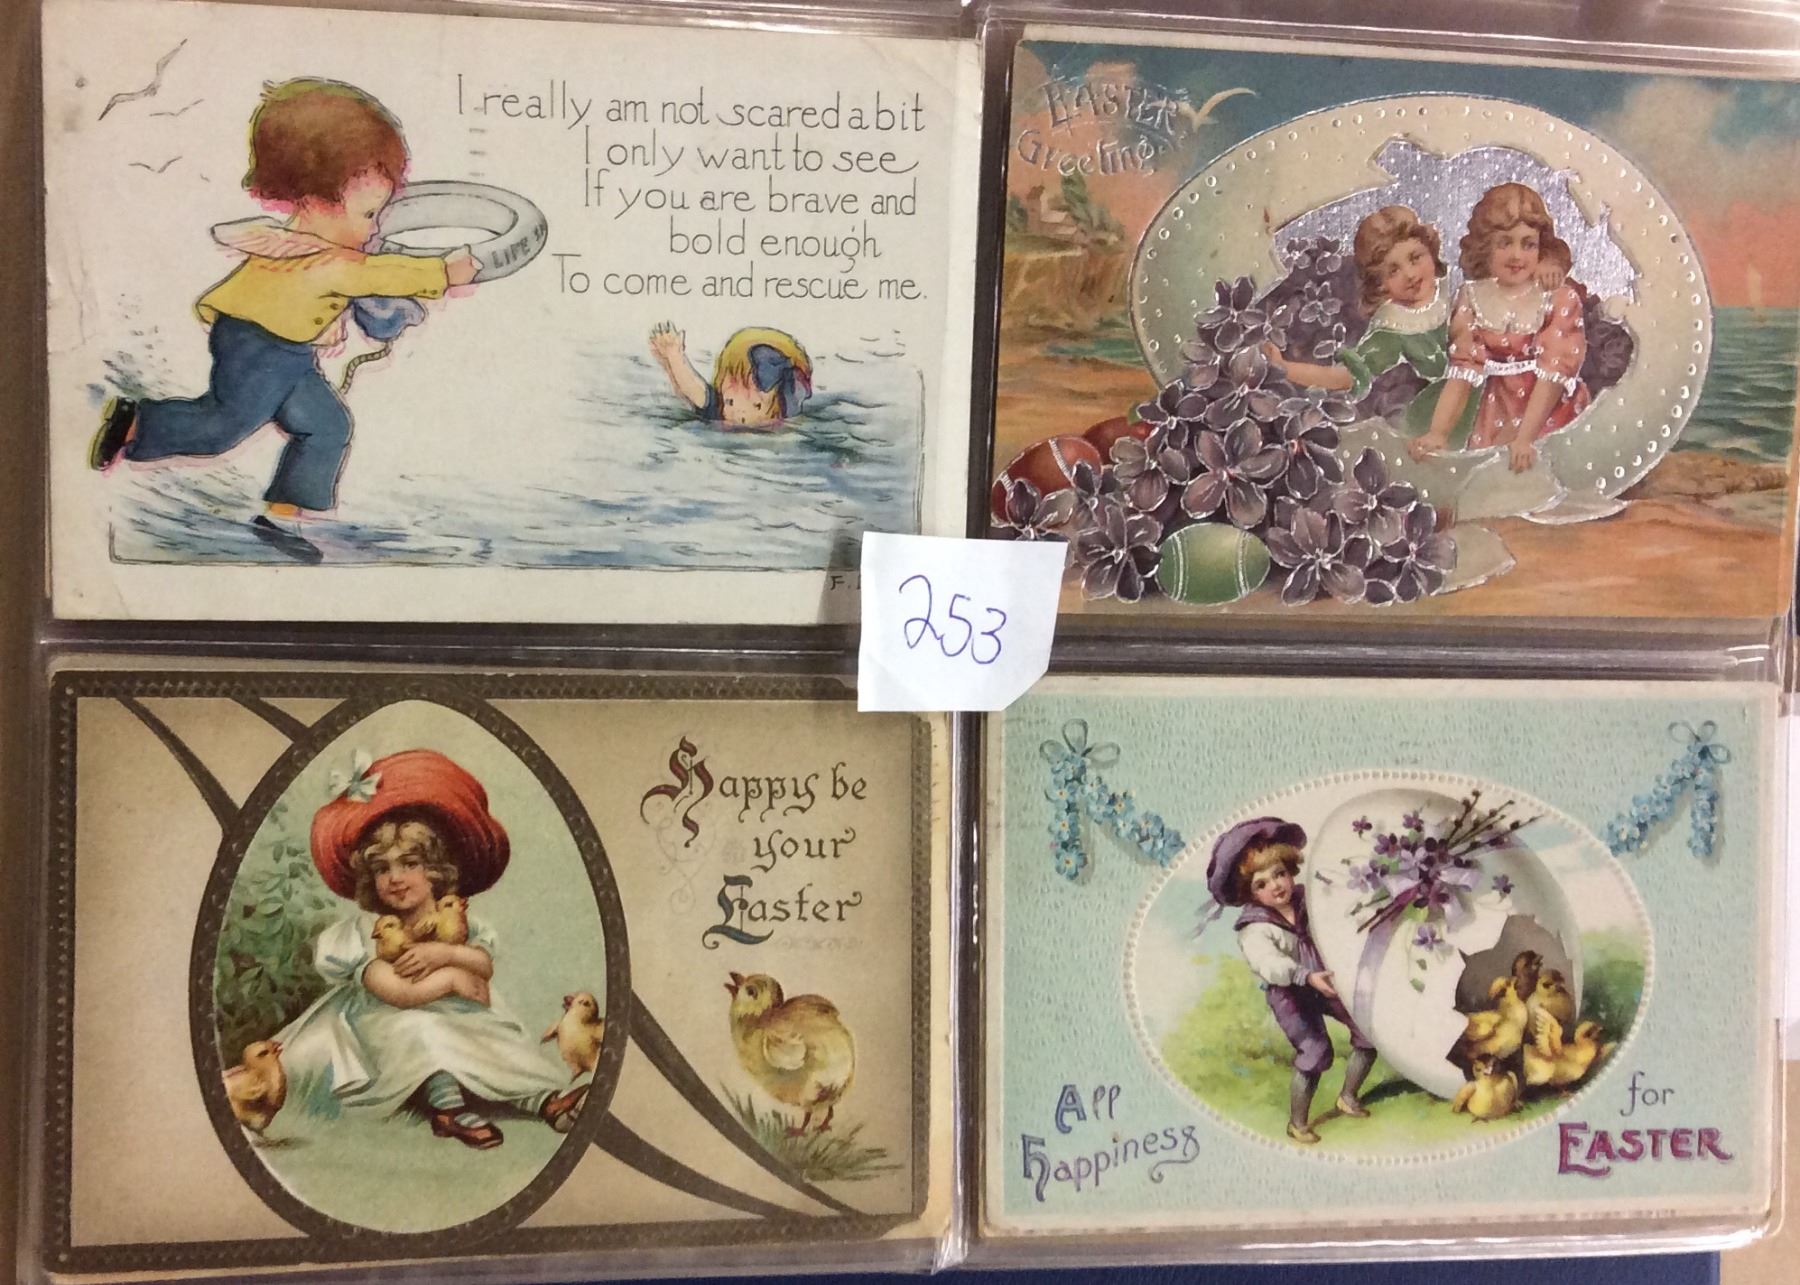 I really am not scared a bit
I only want to see
If you are brave and
bold enough
To come and rescue me.
LIFE
F.
EASTER
Greeting
253
Happy be
your
Easter
All
Happiness
for
EASTER